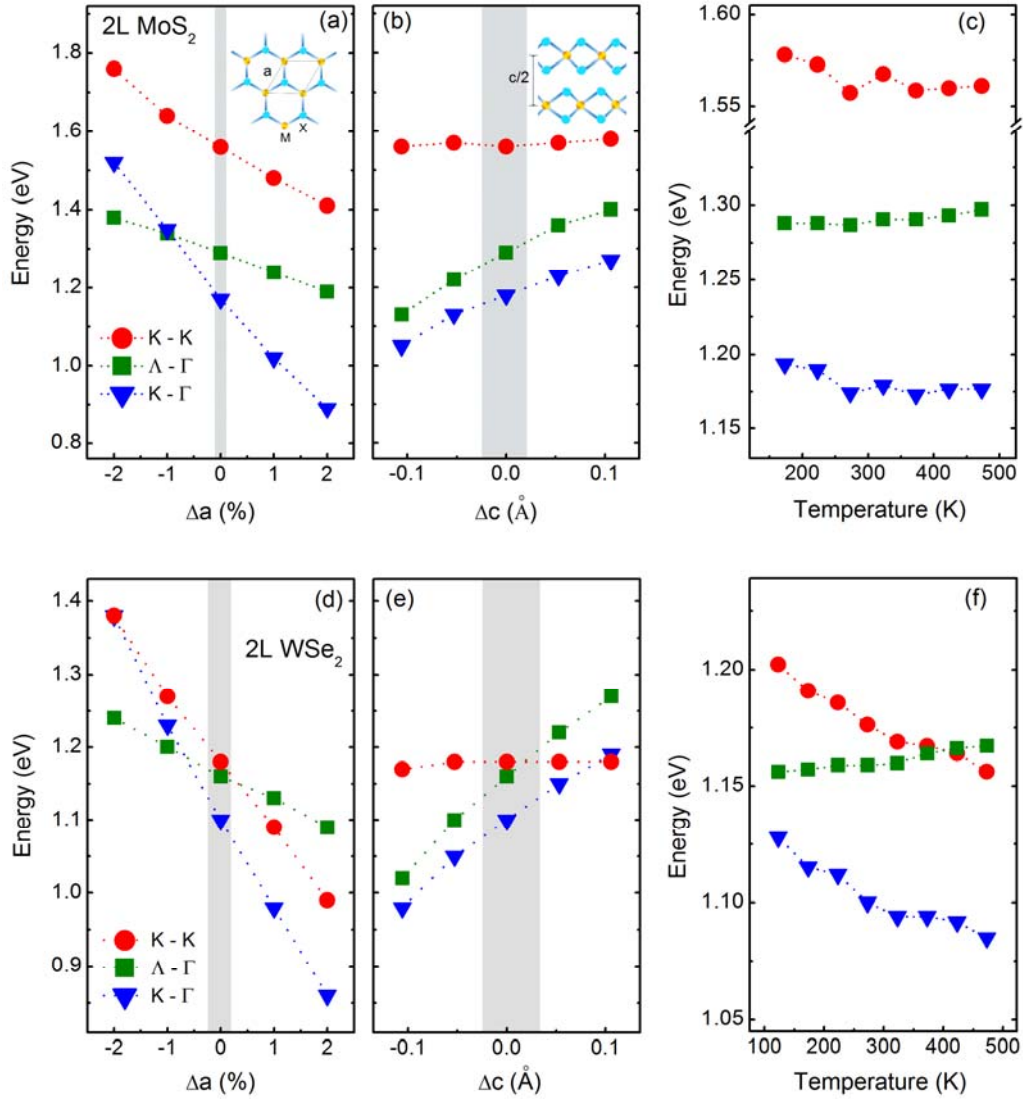 2L MoS2
(a)
a
M X
K - K
Λ - Γ
K - Γ
1.8
1.6
1.4
1.2
1.0
0.8
Energy (eV)
-2 -1 0 1 2
Δa (%)
(b)
c/2
-0.1 0.0 0.1
Δc (Å)
(c)
1.60
1.55
1.30
1.25
1.20
1.15
Energy (eV)
200 300 400 500
Temperature (K)
(d)
2L WSe2
K - K
Λ - Γ
K - Γ
1.4
1.3
1.2
1.1
1.0
0.9
Energy (eV)
-2 -1 0 1 2
Δa (%)
(e)
-0.1 0.0 0.1
Δc (Å)
(f)
1.20
1.15
1.10
1.05
Energy (eV)
100 200 300 400 500
Temperature (K)